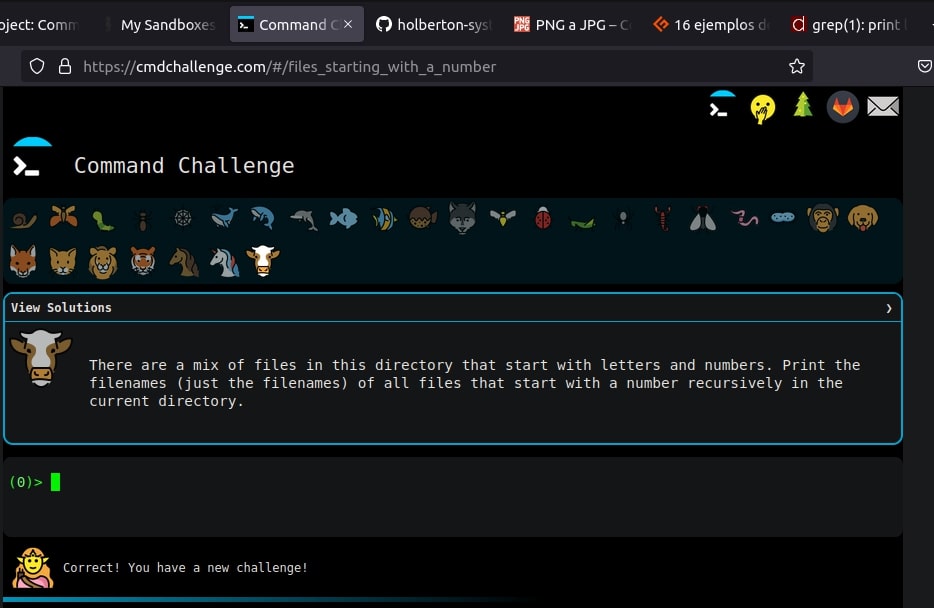 oject: Comm
My Sandboxes
Command C
holberton-syst
PNG a JPG – Co
16 ejemplos d
grep(1): print l
https://cmdchallenge.com/#/files_starting_with_a_number
Command Challenge
View Solutions
There are a mix of files in this directory that start with letters and numbers. Print the
filenames (just the filenames) of all files that start with a number recursively in the
current directory.
(0)>
Correct! You have a new challenge!